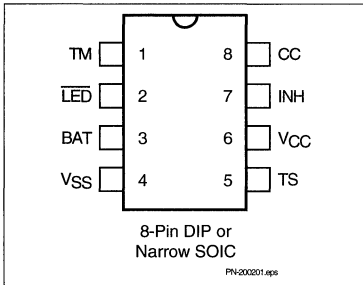 TM 1 8 CC
LED 2 7 INH
BAT 3 6 VCC
VSS 4 5 TS
8-Pin DIP or
Narrow SOIC
PN-200201.eps